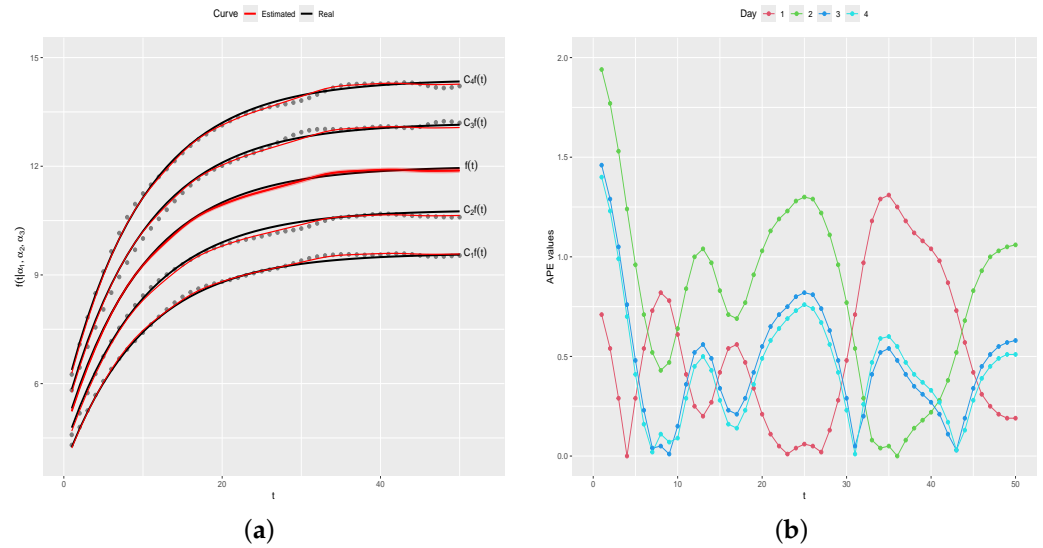 Curve Estimated Real
15
12
9
6
0 20 40
f(t|α₁, α₂, α₃)
t
C₄f(t)
C₃f(t)
f(t)
C₂f(t)
C₁f(t)
(a)
Day 1 2 3 4
2.0
1.5
1.0
0.5
0.0
0 10 20 30 40 50
APE values
t
(b)